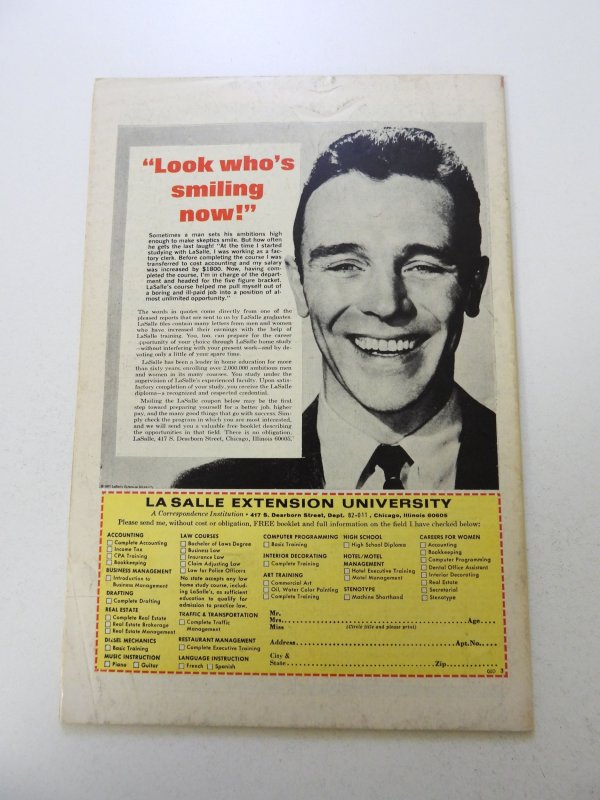 “Look who’s
smiling
now!”
Sometimes a man sets his ambitions high
enough to make skeptics smile. But how often
he gets the last laugh! "At the time I started
studying with LaSalle, I was working as a fac-
tory clerk. Before completing the course I was
transferred to cost accounting and my salary
was increased by $1800. Now, having com-
pleted the course, I'm in charge of the depart-
ment and headed for the five figure bracket.
LaSalle's course helped me pull myself out of
a boring and ill-paid job into a position of al-
most unlimited opportunity."
The words in quotes come directly from one of the
pleased reports that are sent to us by LaSalle graduates.
LaSalle files contain many letters from men and women
who have increased their earnings with the help of
LaSalle training. You, too, can prepare for the career
opportunity of your choice through LaSalle home study
—without interfering with your present work—and by de-
voting only a little of your spare time.
LaSalle has been a leader in home education for more
than sixty years, enrolling over 2,000,000 ambitious men
and women in its many courses. You study under the
supervision of LaSalle's experienced faculty. Upon satis-
factory completion of your study, you receive the LaSalle
diploma—a recognized and respected credential.
Mailing the LaSalle coupon below may be the first
step toward preparing yourself for a better job, higher
pay, and the many good things that go with success. Sim-
ply check the program in which you are most interested,
and we will send you a valuable free booklet describing
the opportunities in that field. There is no obligation.
LaSalle, 417 S. Dearborn Street, Chicago, Illinois 60605.
LaSalle Extension University
LA SALLE EXTENSION UNIVERSITY
A Correspondence Institution • 417 S. Dearborn Street, Dept. 82-011, Chicago, Illinois 60605
Please send me, without cost or obligation, FREE booklet and full information on the field I have checked below:
ACCOUNTING
Complete Accounting
Income Tax
CPA Training
Bookkeeping
BUSINESS MANAGEMENT
Introduction to
Business Management
DRAFTING
Complete Drafting
REAL ESTATE
Complete Real Estate
Real Estate Brokerage
Real Estate Management
DIESEL MECHANICS
Basic Training
MUSIC INSTRUCTION
Piano Guitar
LAW COURSES
Bachelor of Laws Degree
Business Law
Insurance Law
Claim Adjusting Law
Law for Police Officers
No state accepts any law
home study course, includ-
ing LaSalle's, as sufficient
education to qualify for
admission to practice law.
TRAFFIC & TRANSPORTATION
Complete Traffic
Management
RESTAURANT MANAGEMENT
Complete Executive Training
LANGUAGE INSTRUCTION
French Spanish
COMPUTER PROGRAMMING
Basic Training
INTERIOR DECORATING
Complete Training
ART TRAINING
Commercial Art
Oil, Water Color Painting
Complete Training
HIGH SCHOOL
High School Diploma
HOTEL/MOTEL
MANAGEMENT
Hotel Executive Training
Motel Management
STENOTYPE
Machine Shorthand
CAREERS FOR WOMEN
Accounting
Bookkeeping
Computer Programming
Dental Office Assistant
Interior Decorating
Real Estate
Secretarial
Stenotype
Mr.
Mrs. Age
Miss (Circle title and please print)
Address Apt. No.
City &
State Zip
3